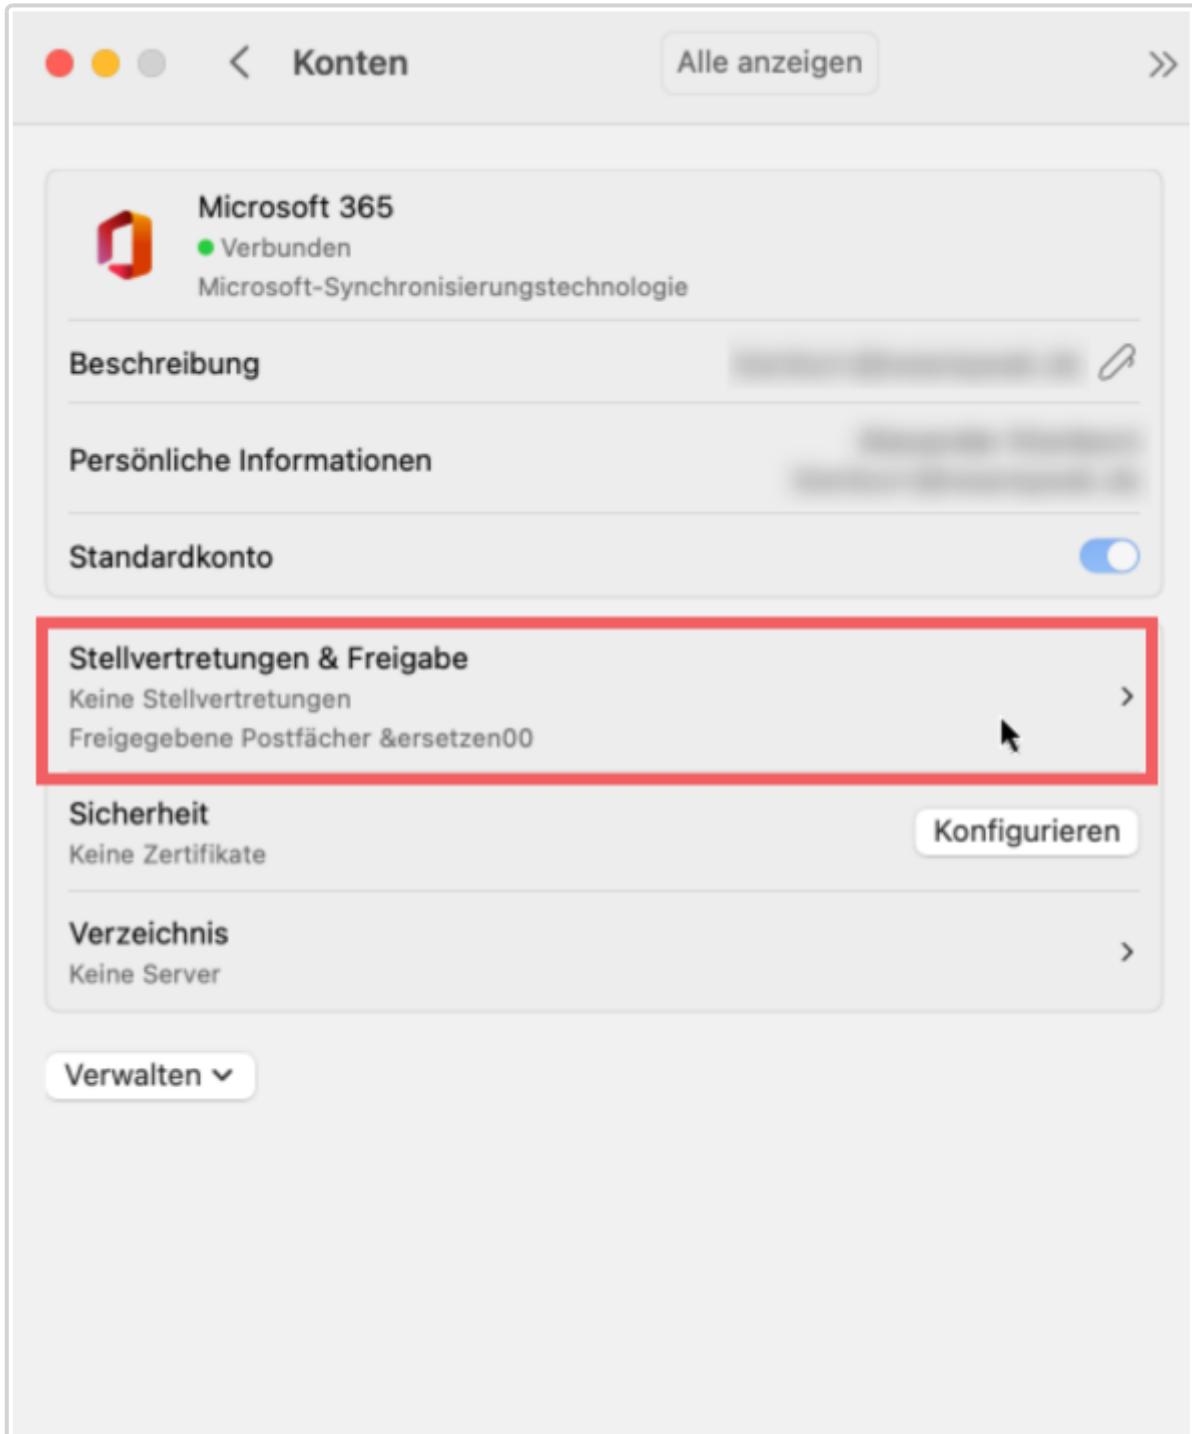 Konten
Alle anzeigen
Microsoft 365
Verbunden
Microsoft-Synchronisierungstechnologie
Beschreibung
Persönliche Informationen
Standardkonto
Stellvertretungen & Freigabe
Keine Stellvertretungen
Freigegebene Postfächer &ersetzen00
Sicherheit
Keine Zertifikate
Konfigurieren
Verzeichnis
Keine Server
Verwalten